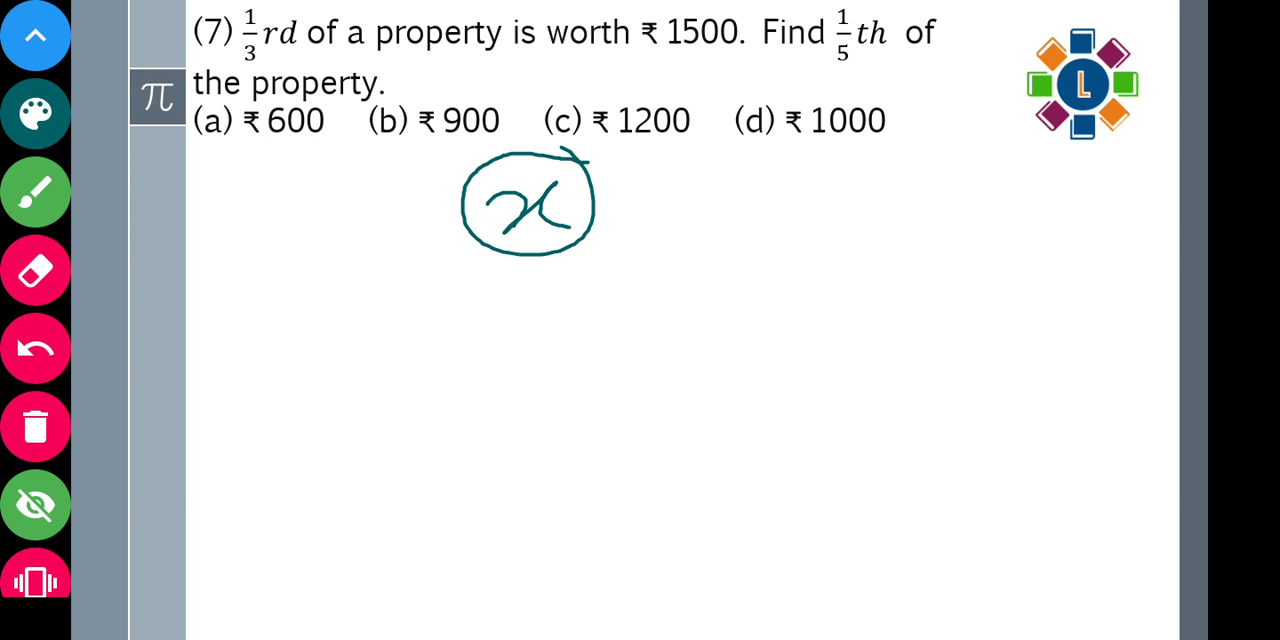 (7) 1/3 rd of a property is worth ₹ 1500. Find 1/5 th of
the property.
(a) ₹ 600 (b) ₹ 900 (c) ₹ 1200 (d) ₹ 1000
x
π
L